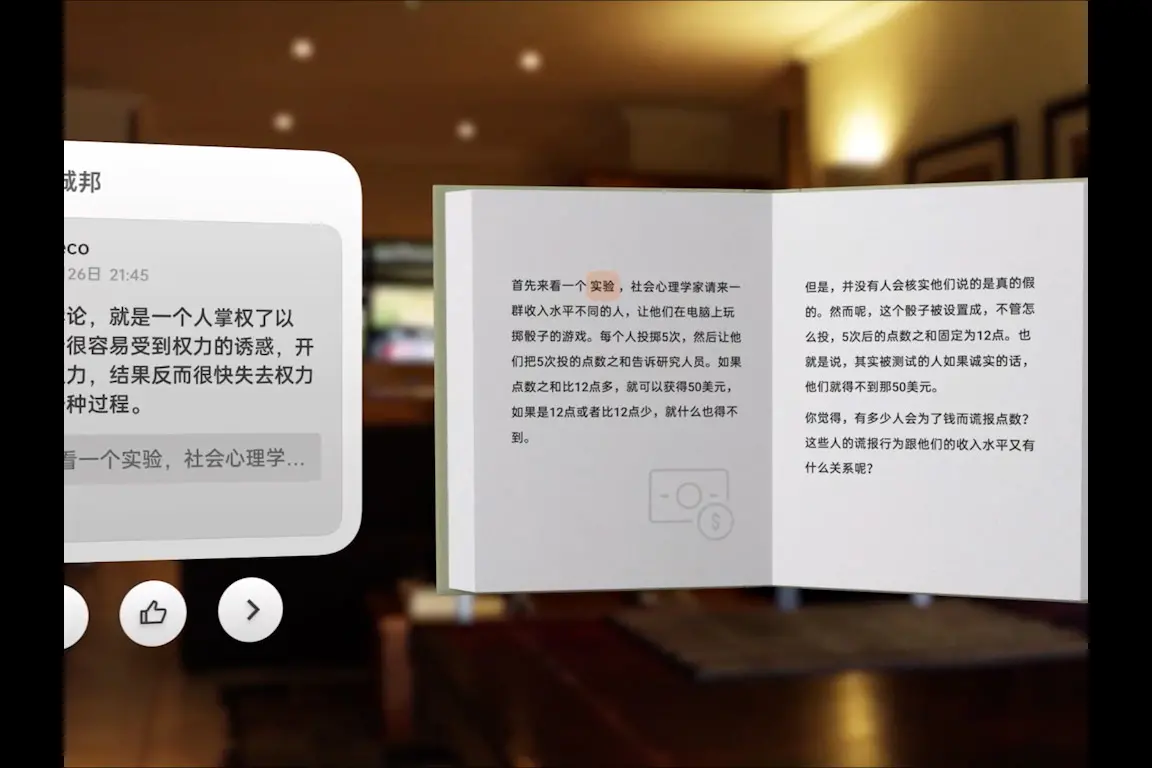 城邦
eco
26日 21:45
论，就是一个人掌权了以
很容易受到权力的诱惑，开
力，结果反而很快失去权力
种过程。
看一个实验，社会心理学...
首先来看一个实验，社会心理学家请来一
群收入水平不同的人，让他们在电脑上玩
掷骰子的游戏。每个人投掷5次，然后让他
们把5次投的点数之和告诉研究人员。如果
点数之和比12点多，就可以获得50美元，
如果是12点或者比12点少，就什么也得不
到。
$
但是，并没有人会核实他们说的是真的假
的。然而呢，这个骰子被设置成，不管怎
么投，5次后的点数之和固定为12点。也
就是说，其实被测试的人如果诚实的话，
他们就得不到那50美元。
你觉得，有多少人会为了钱而谎报点数？
这些人的谎报行为跟他们的收入水平又有
什么关系呢？